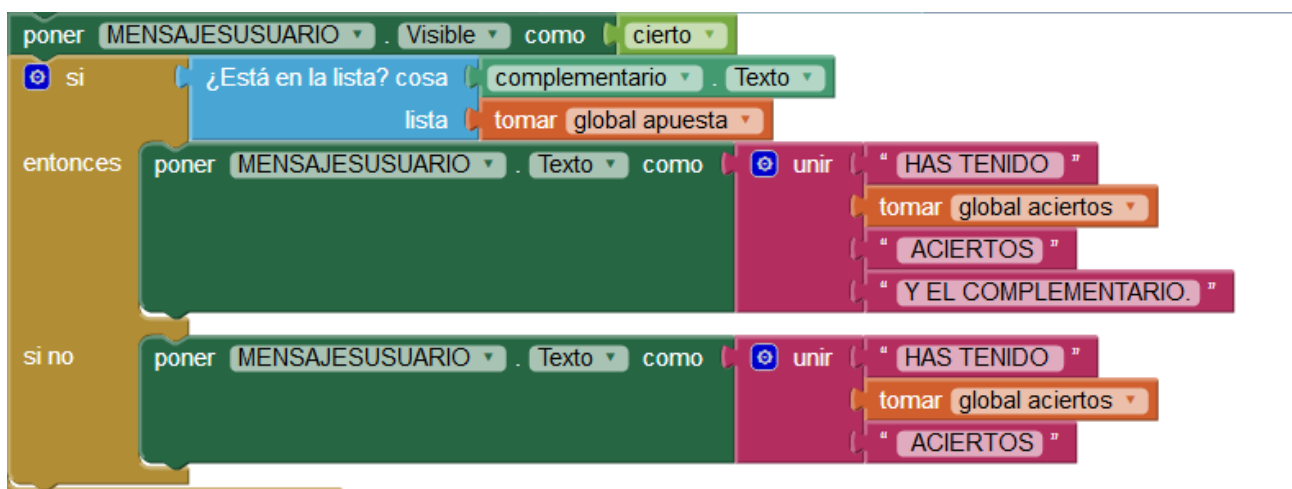 poner MENSAJESUSUARIO . Visible como cierto
si ¿Está en la lista? cosa complementario . Texto
lista tomar global apuesta
entonces poner MENSAJESUSUARIO . Texto como unir " HAS TENIDO "
tomar global aciertos
" ACIERTOS "
" Y EL COMPLEMENTARIO. "
si no poner MENSAJESUSUARIO . Texto como unir " HAS TENIDO "
tomar global aciertos
" ACIERTOS "